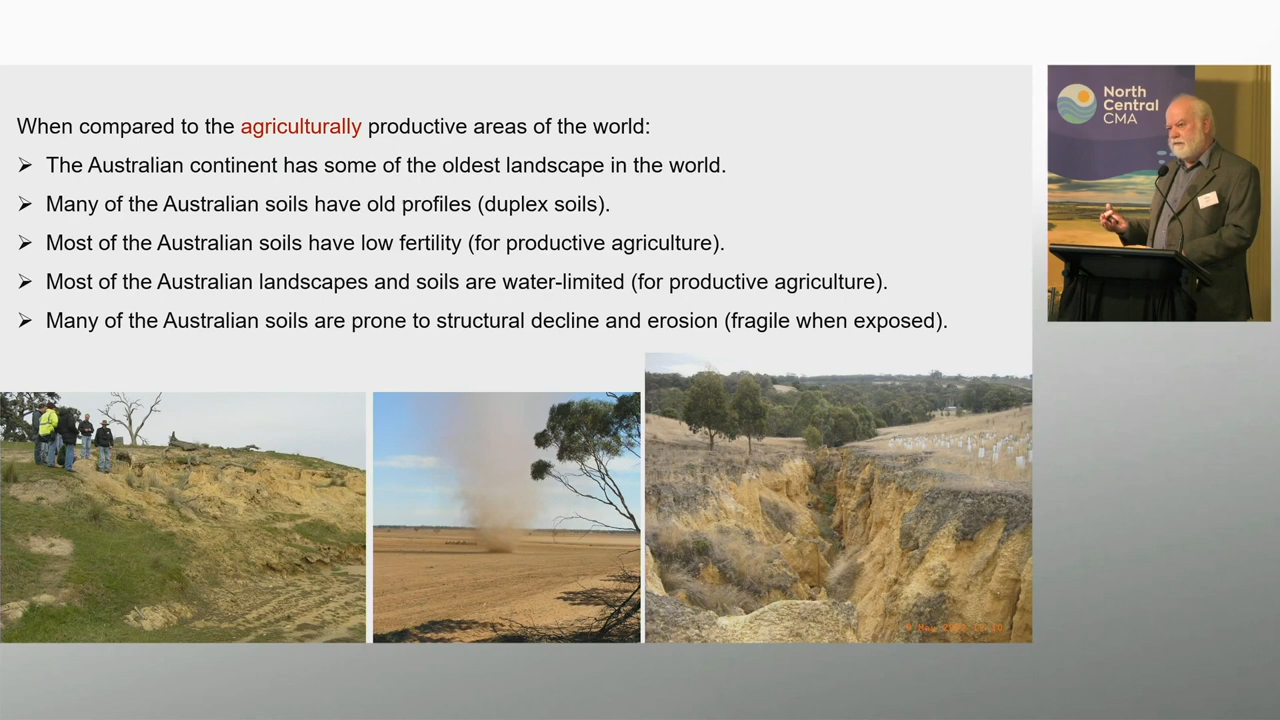 When compared to the agriculturally productive areas of the world:
➢ The Australian continent has some of the oldest landscape in the world.
➢ Many of the Australian soils have old profiles (duplex soils).
➢ Most of the Australian soils have low fertility (for productive agriculture).
➢ Most of the Australian landscapes and soils are water-limited (for productive agriculture).
➢ Many of the Australian soils are prone to structural decline and erosion (fragile when exposed).
North
Central
CMA